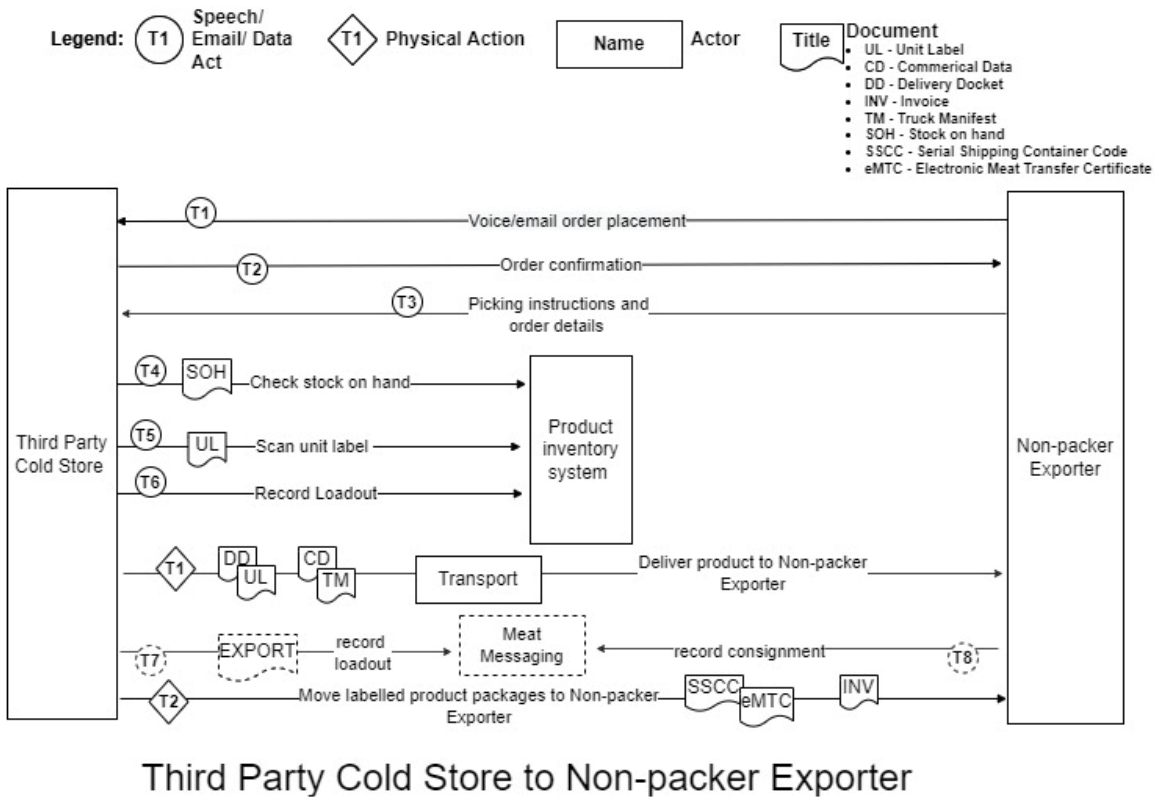 Legend:
T1
Speech/
Email/ Data
Act
T1
Physical Action
Name
Actor
Title
Document
UL - Unit Label
CD - Commerical Data
DD - Delivery Docket
INV - Invoice
TM - Truck Manifest
SOH - Stock on hand
SSCC - Serial Shipping Container Code
eMTC - Electronic Meat Transfer Certificate
Third Party
Cold Store
Non-packer
Exporter
T1
Voice/email order placement
T2
Order confirmation
T3
Picking instructions and
order details
T4
SOH
Check stock on hand
T5
UL
Scan unit label
T6
Record Loadout
Product
inventory
system
T1
DD
UL
CD
TM
Transport
Deliver product to Non-packer
Exporter
T7
EXPORT
record
loadout
Meat
Messaging
record consignment
T8
T2
Move labelled product packages to Non-packer
Exporter
SSCC
eMTC
INV
Third Party Cold Store to Non-packer Exporter